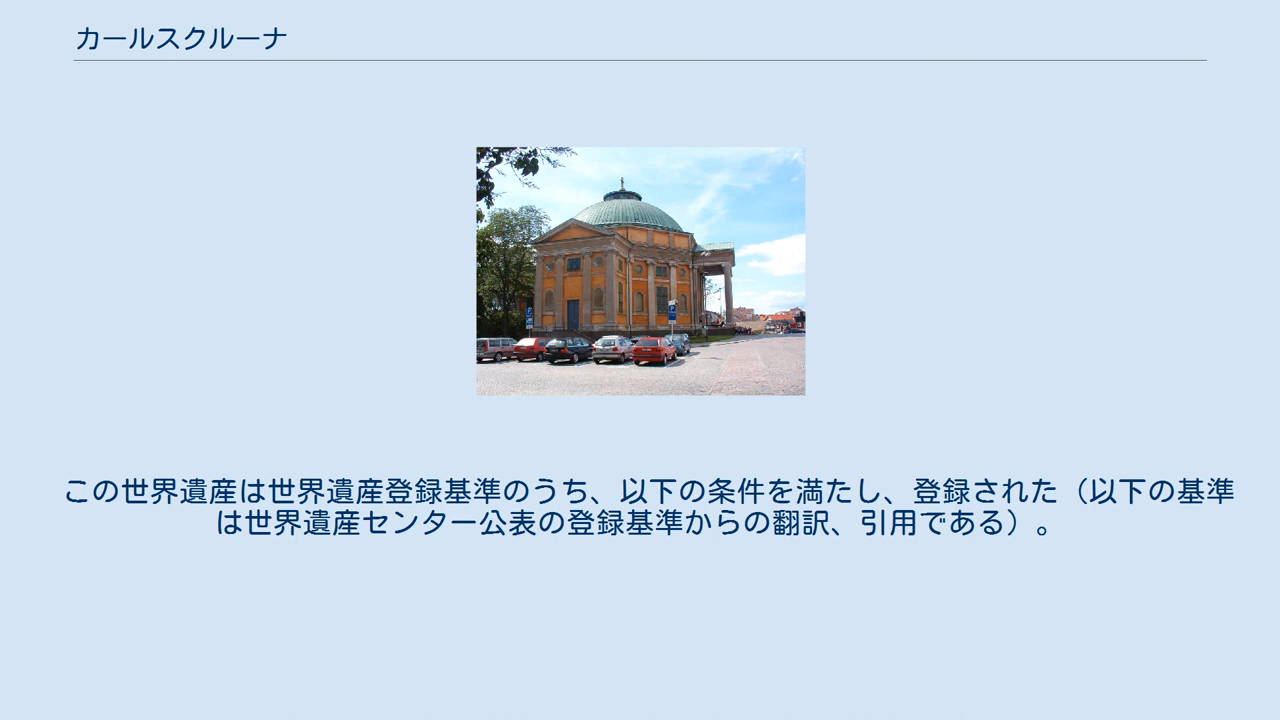 カールスクルーナ
この世界遺産は世界遺産登録基準のうち、以下の条件を満たし、登録された（以下の基準
は世界遺産センター公表の登録基準からの翻訳、引用である）。